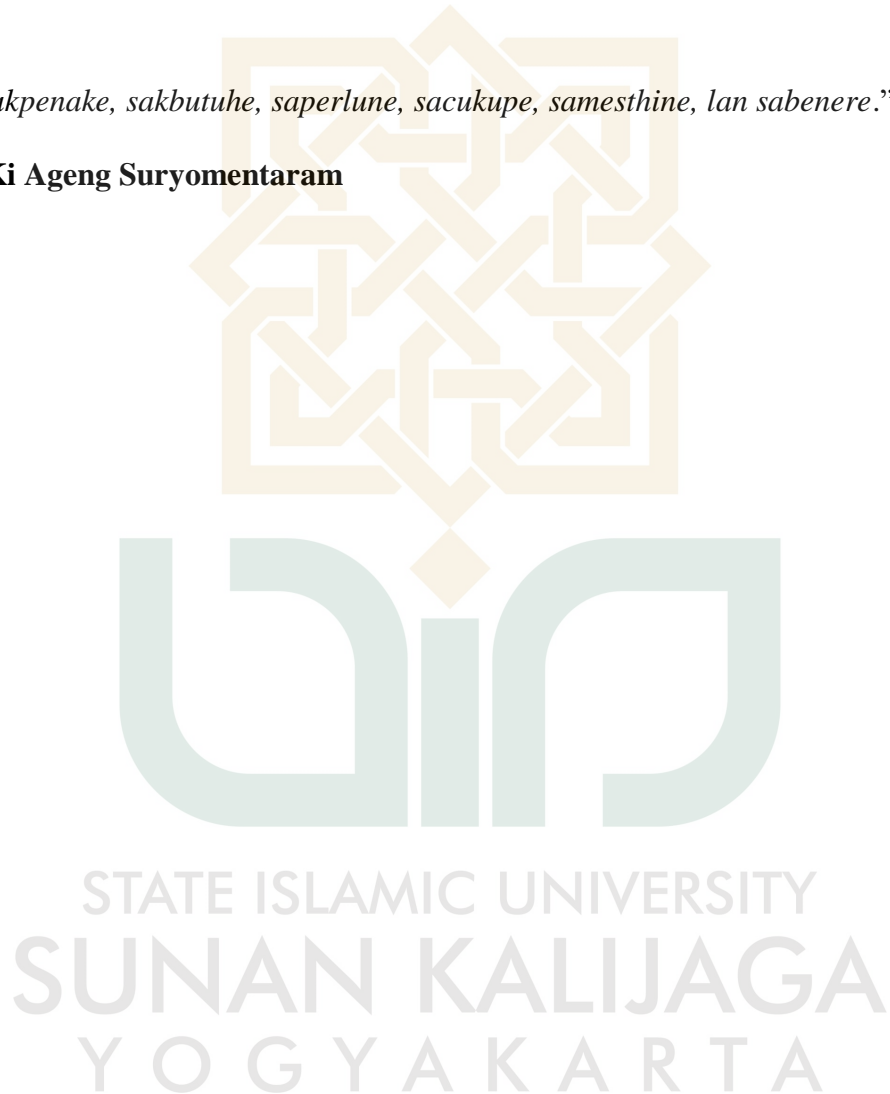 akpenake, sakbutuhe, saperlune, sacukupe, samesthine, lan sabenere.”
Ki Ageng Suryomentaram
STATE ISLAMIC UNIVERSITY
SUNAN KALIJAGA
YOGYAKARTA